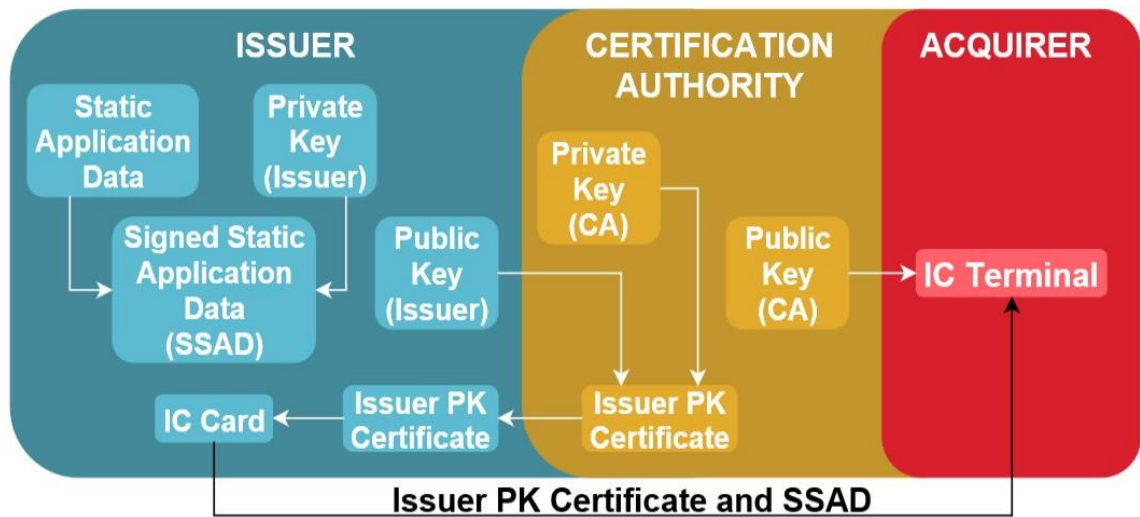 ISSUER
Static
Application
Data
Private
Key
(Issuer)
Signed Static
Application
Data
(SSAD)
Public
Key
(Issuer)
IC Card
Issuer PK
Certificate
CERTIFICATION
AUTHORITY
Private
Key
(CA)
Public
Key
(CA)
Issuer PK
Certificate
ACQUIRER
IC Terminal
Issuer PK Certificate and SSAD